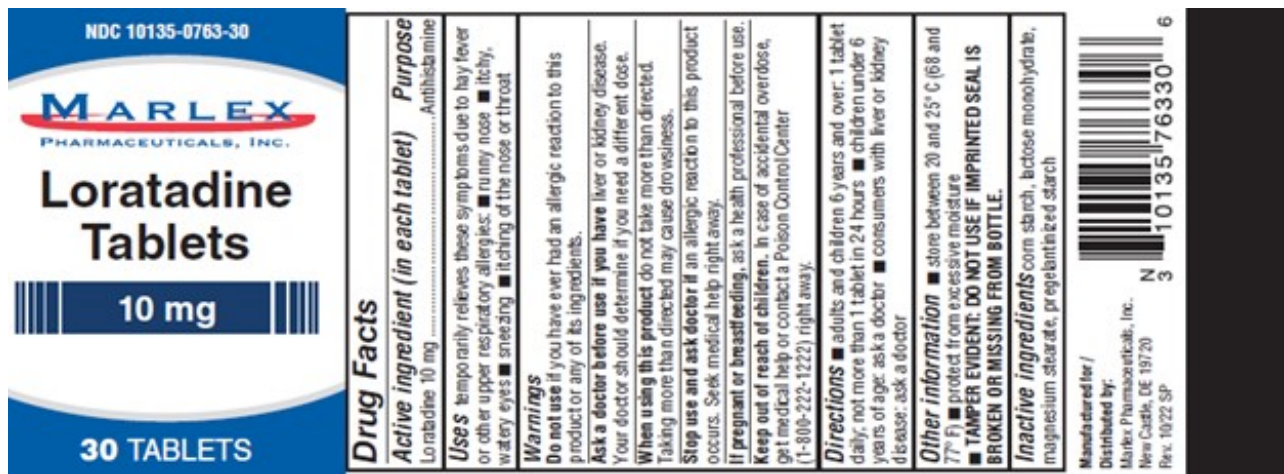 NDC 10135-0763-30
MARLEX
PHARMACEUTICALS, INC.
Loratadine
Tablets
10 mg
30 TABLETS
Drug Facts
Active ingredient (in each tablet) Purpose
Loratadine 10 mg ........................................Antihistamine
Uses temporarily relieves these symptoms due to hay fever
or other upper respiratory allergies: ■ runny nose ■ itchy,
watery eyes ■ sneezing ■ itching of the nose or throat
Warnings
Do not use if you have ever had an allergic reaction to this
product or any of its ingredients.
Ask a doctor before use if you have liver or kidney disease.
Your doctor should determine if you need a different dose.
When using this product do not take more than directed.
Taking more than directed may cause drowsiness.
Stop use and ask doctor if an allergic reaction to this product
occurs. Sek medical help right away.
If pregnant or breastfeeding, ask a health professional before use.
Keep out of reach of children. In case of accidental overdose,
get medical help or contact a Poison Control Center
(1-800-222-1222) right away.
Directions ■ adults and children 6 years and over: 1 tablet
daily; not more than 1 tablet in 24 hours ■ children under 6
years of age: ask a doctor ■ consumers with liver or kidney
disease: ask a doctor
Other information ■ store between 20 and 25° C (68 and
77° F) ■ protect from excessive moisture
■ TAMPER EVIDENT: DO NOT USE IF IMPRINTED SEAL IS
BROKEN OR MISSING FROM BOTTLE.
Inactive ingredients corn starch, lactose monohydrate,
magnesium stearate, pregelantinized starch
Manufactured for /
Distributed by:
Marlex Pharmaceuticals, Inc.
New Castle, DE 19720
Rev. 10/22 SP
N
3 10135 76330 6